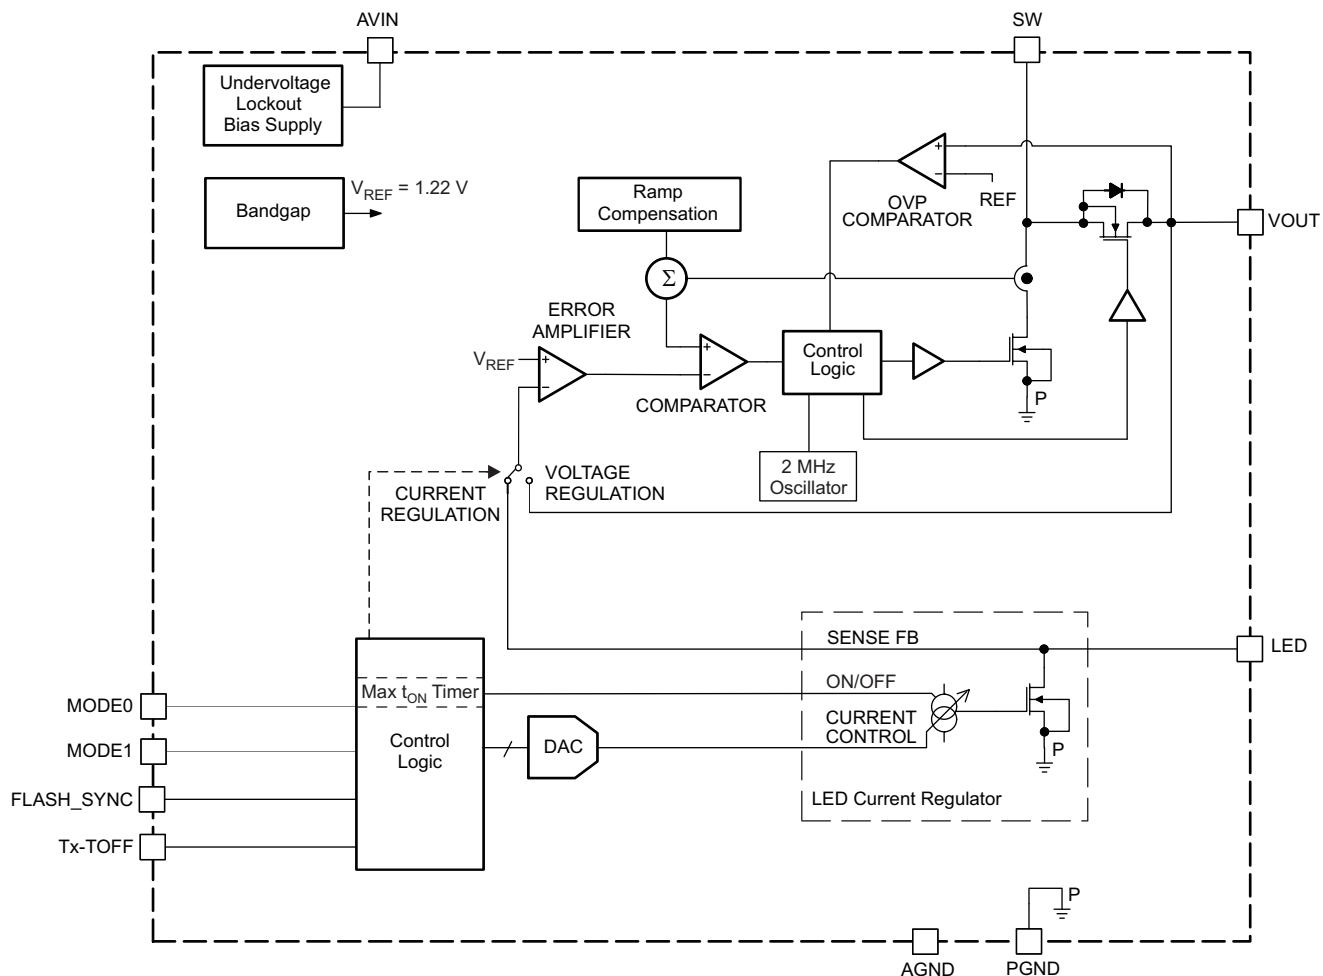 AVIN
SW
Undervoltage
Lockout
Bias Supply
Bandgap
VREF = 1.22 V
Ramp
Compensation
+
−
REF
OVP
COMPARATOR
VOUT
Σ
ERROR
AMPLIFIER
VREF
+
−
+
−
COMPARATOR
Control
Logic
P
2 MHz
Oscillator
VOLTAGE
REGULATION
CURRENT
REGULATION
SENSE FB
LED
ON/OFF
CURRENT
CONTROL
P
LED Current Regulator
Max tON Timer
Control
Logic
DAC
MODE0
MODE1
FLASH_SYNC
Tx-TOFF
P
AGND
PGND